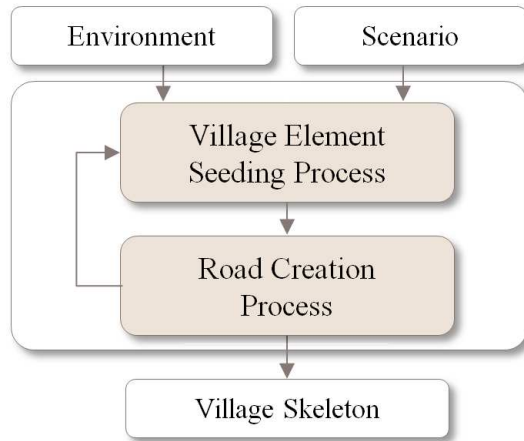 Environment
Scenario
Village Element
Seeding Process
Road Creation
Process
Village Skeleton